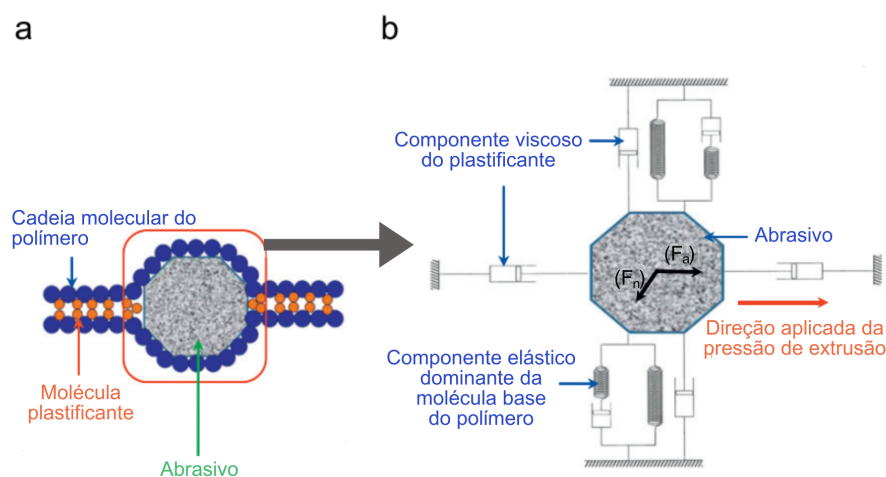 a
b
Componente viscoso
do plastificante
Cadeia molecular do
polímero
Abrasivo
(Fₐ)
(Fₙ)
Direção aplicada da
pressão de extrusão
Componente elástico
dominante da
molécula base
do polímero
Molécula
plastificante
Abrasivo